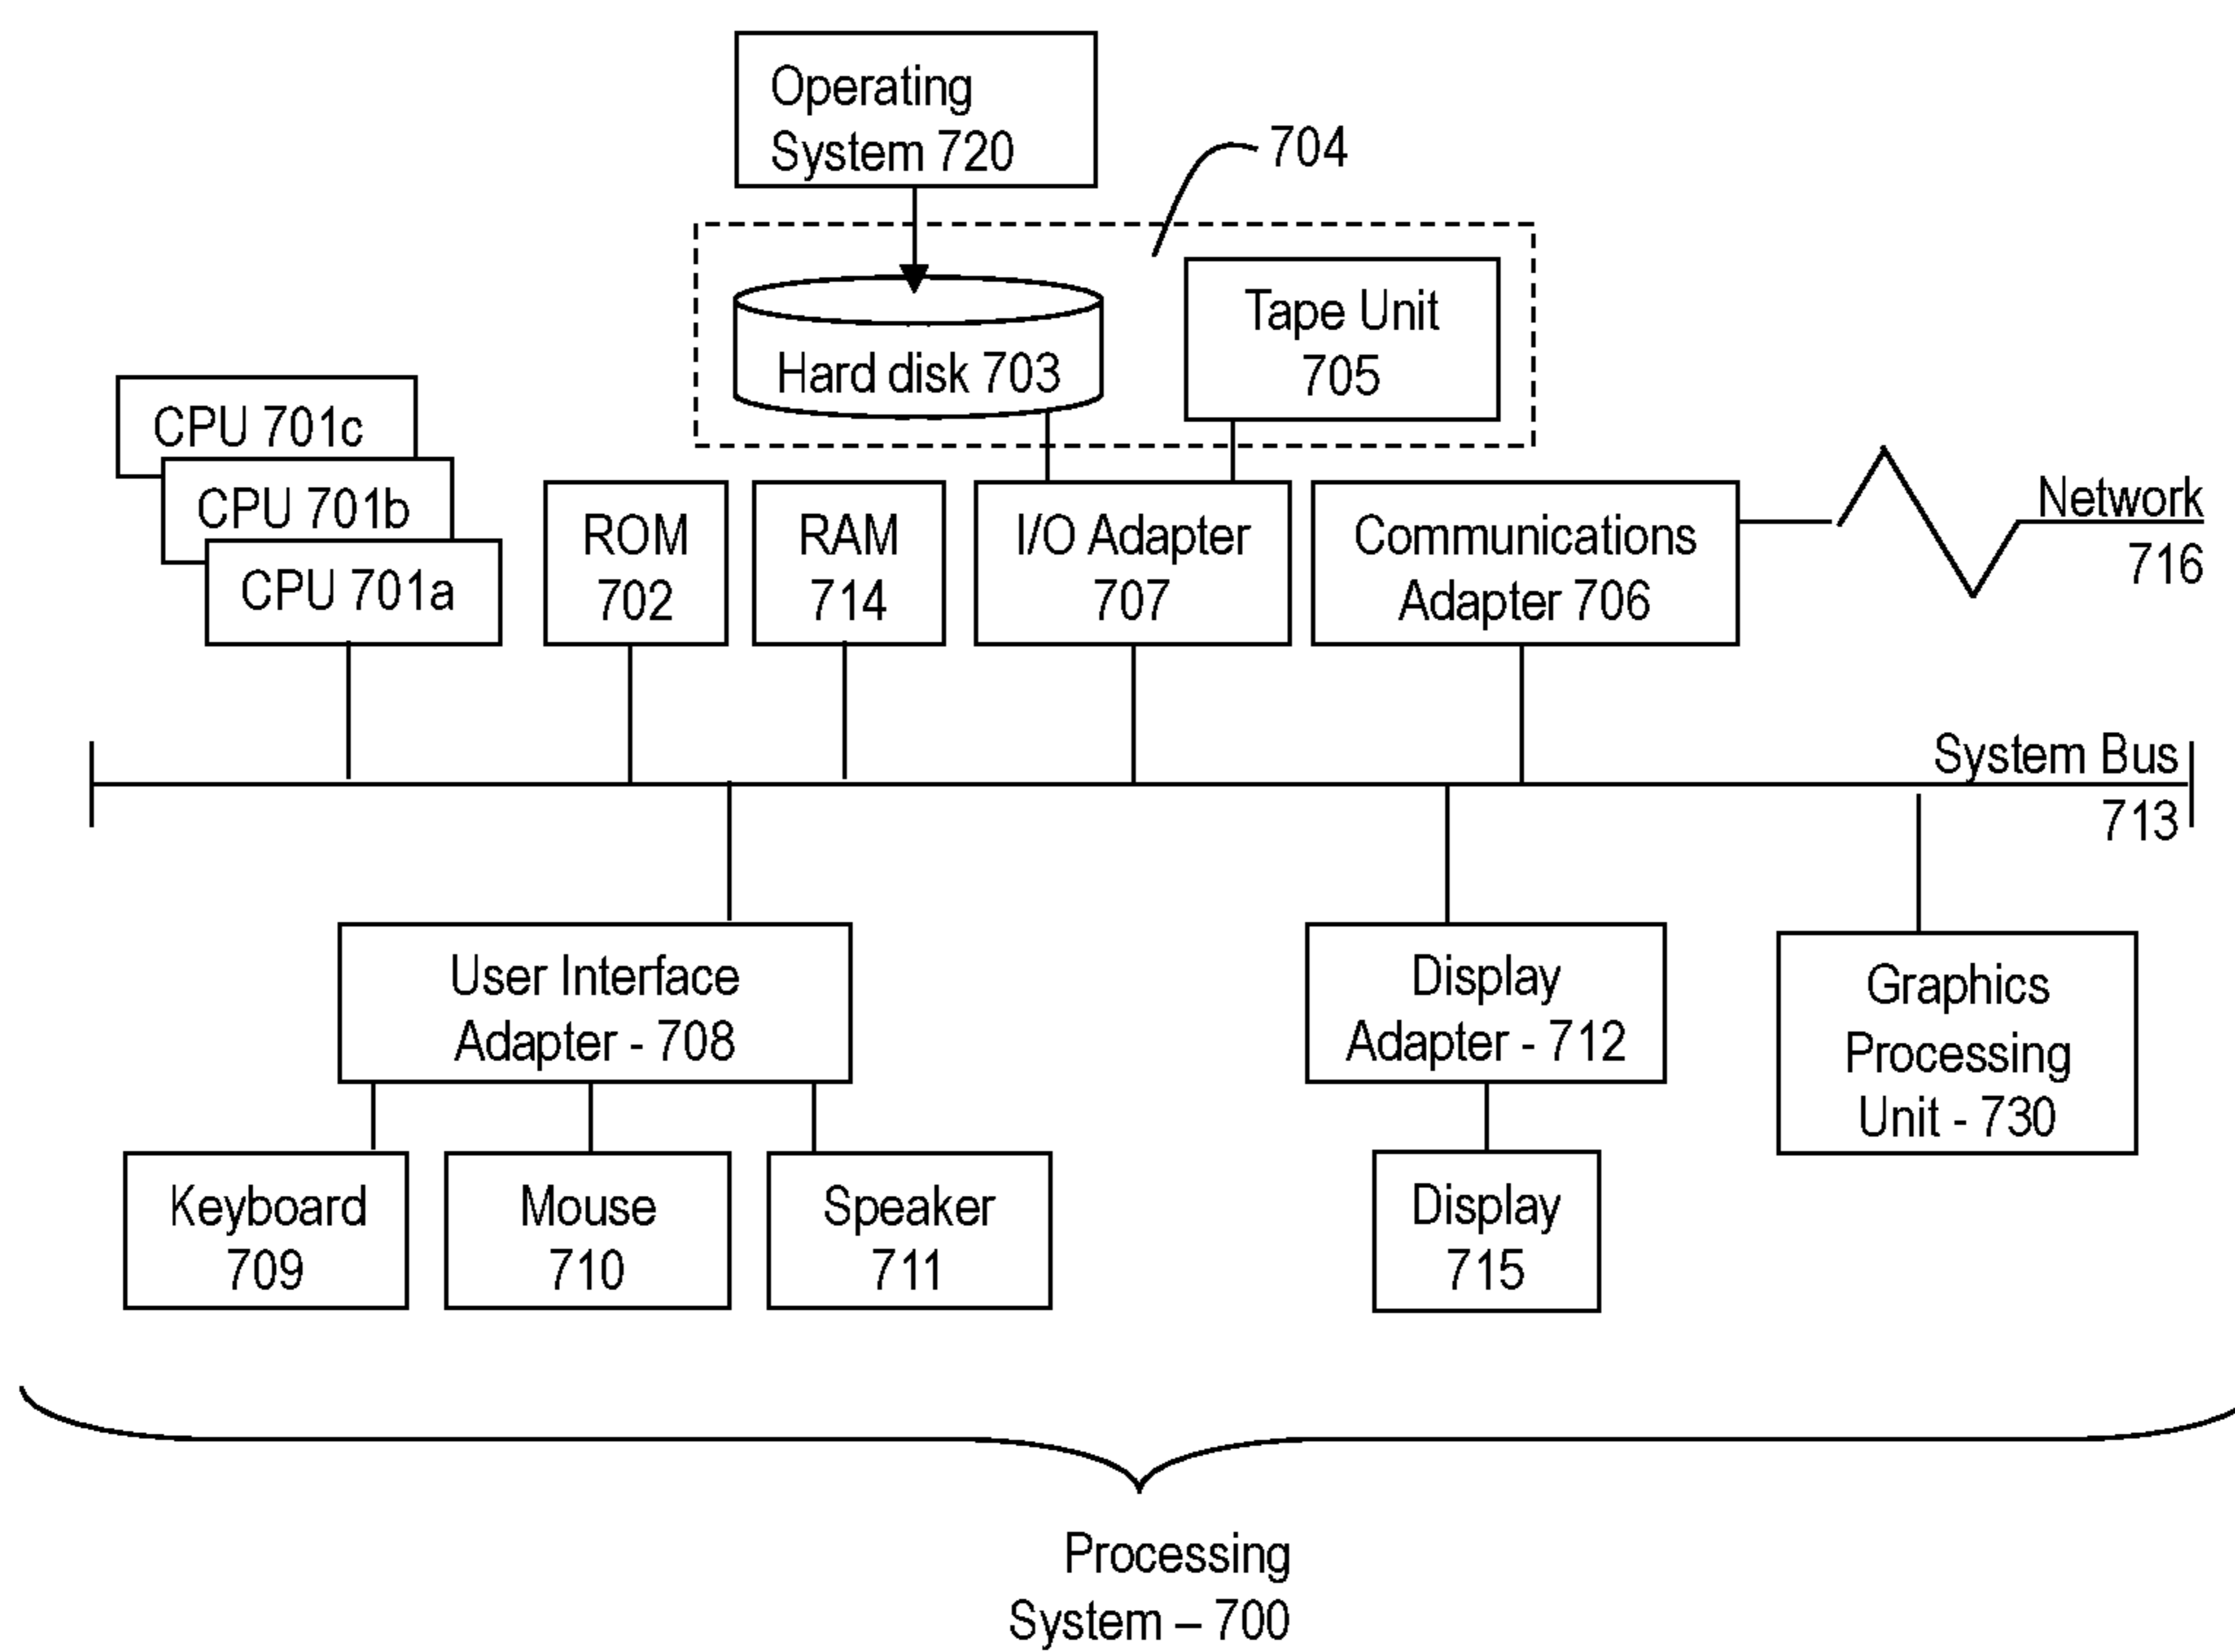 Operating
System 720
704
Hard disk 703
Tape Unit
705
CPU 701c
CPU 701b
CPU 701a
ROM
702
RAM
714
I/O Adapter
707
Communications
Adapter 706
Network
716
System Bus
713
User Interface
Adapter - 708
Display
Adapter - 712
Graphics
Processing
Unit - 730
Keyboard
709
Mouse
710
Speaker
711
Display
715
Processing
System – 700